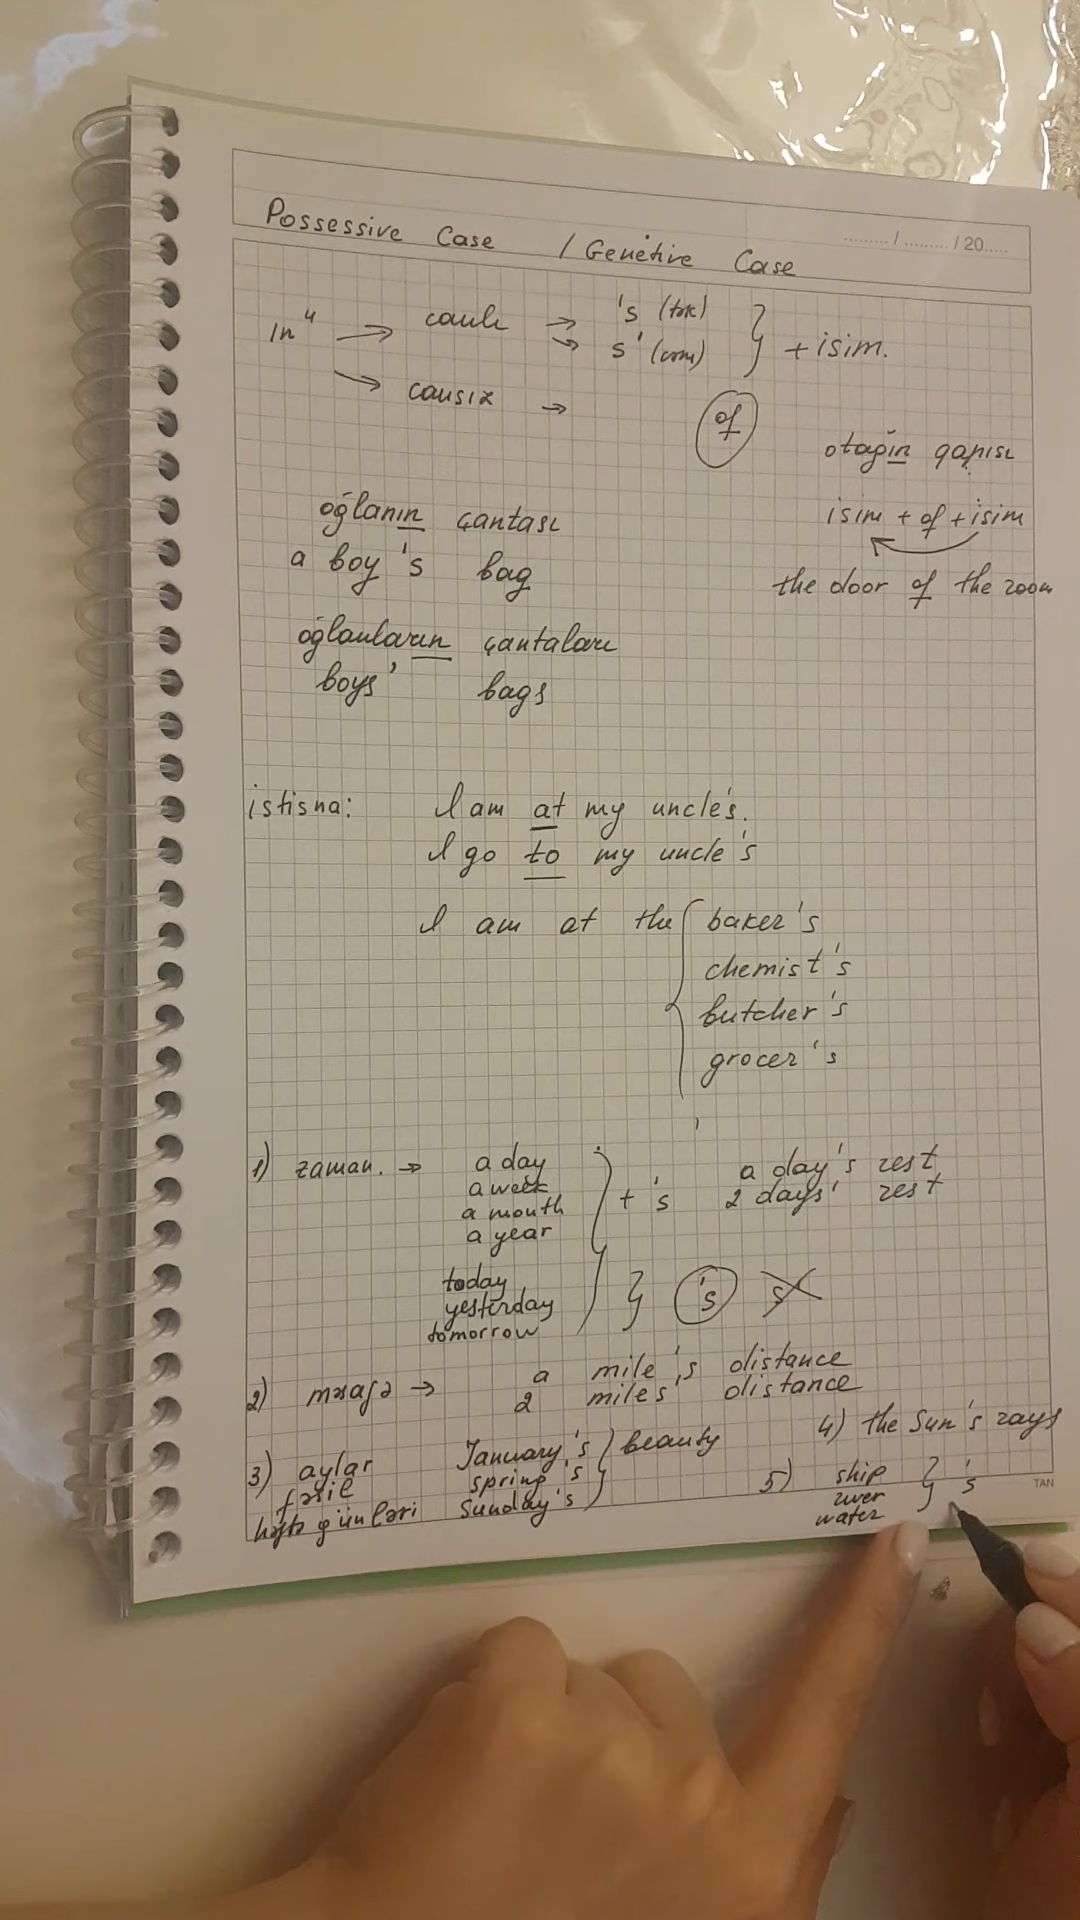 ......... / ......... / 20.....
Possessive Case / Genetive Case
ın⁴ → canlı → 's (tək)
→ s' (cəm) } + isim.
→ cansız → of
otağın qapısı
isim + of + isim
the door of the room
oğlanın çantası
a boy's bag
oğlanların çantaları
boys' bags
istisna: I am at my uncle's.
I go to my uncle's
I am at the { baker's
chemist's
butcher's
grocer's
1) zaman. → a day
a week
a month
a year
} + 's
a day's rest
2 days' rest
today
yesterday
tomorrow
} 's s'
2) məsafə → a mile's distance
2 miles' distance
3) aylar January's
fəsil spring's
həftə günləri Sunday's
} beauty
4) the Sun's rays
5) ship
river
water
} 's
TAN